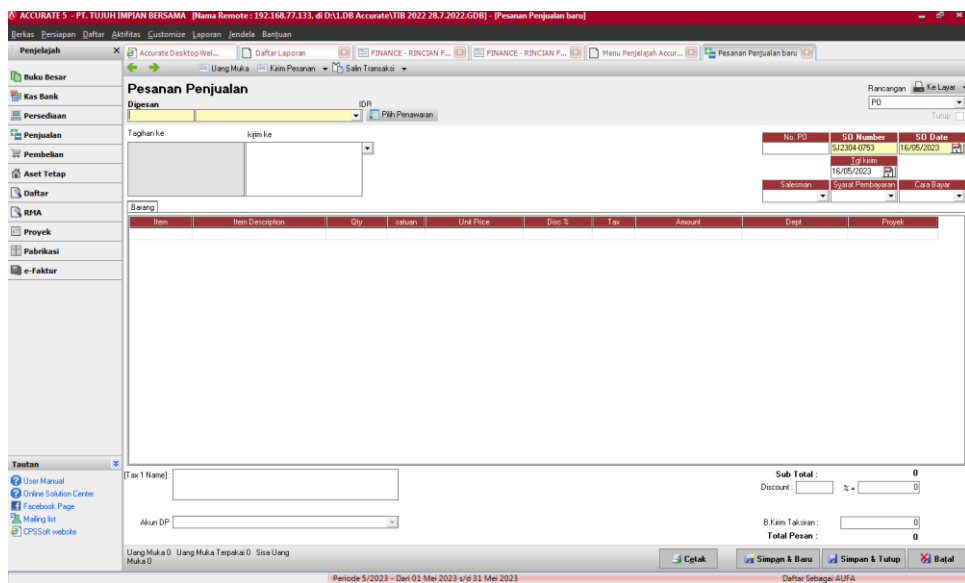 ACCURATE 5 - PT. TUJUH IMPIAN BERSAMA [Nama Remote : 192.168.77.133, di D:\1.DB Accurate\TIB 2022 28.7.2022.GDB] - [Pesanan Penjualan baru]
Berkas Persiapan Daftar Aktifitas Customize Laporan Jendela Bantuan
Penjelajah
Accurate Desktop Wel... Daftar Laporan FINANCE - RINCIAN F... FINANCE - RINCIAN F... Menu Penjelajah Accur... Pesanan Penjualan baru
Uang Muka Kirim Pesanan Salin Transaksi
Buku Besar
Kas Bank
Persediaan
Penjualan
Pembelian
Aset Tetap
Daftar
RMA
Proyek
Pabrikasi
e-Faktur
Pesanan Penjualan
Rancangan Ke Layar
PO
Tutup
Dipesan IDR
Pilih Penawaran
Tagihan ke kirim ke
No. PO SO Number SO Date
SJ2304-0753 16/05/2023
Tgl kirim
16/05/2023
Salesman Syarat Pembayaran Cara Bayar
Barang
Item Item Description Qty satuan Unit Price Disc % Tax Amount Dept. Proyek
Tautan
User Manual
Online Solution Center
Facebook Page
Mailing list
CPSSoft website
[Tax 1 Name] :
Sub Total : 0
Discount : % = 0
Akun DP
B.Kirim Taksiran : 0
Total Pesan : 0
Uang Muka 0 Uang Muka Terpakai 0 Sisa Uang
Muka 0
Cetak Simpan & Baru Simpan & Tutup Batal
Periode 5/2023 - Dari 01 Mei 2023 s/d 31 Mei 2023 Daftar Sebagai AUFA